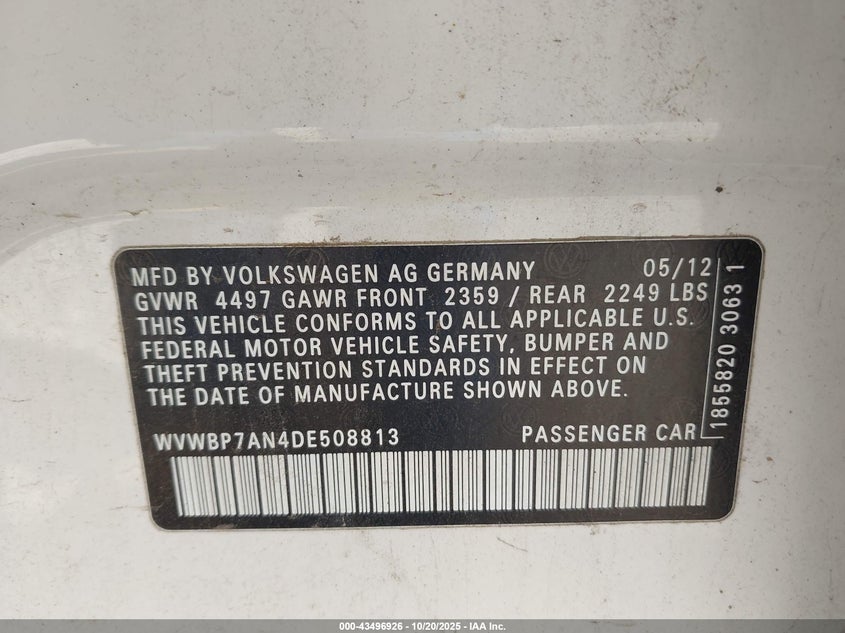 MFD BY VOLKSWAGEN AG GERMANY 05/12
GVWR 4497 GAWR FRONT 2359 / REAR 2249 LBS
THIS VEHICLE CONFORMS TO ALL APPLICABLE U.S.
FEDERAL MOTOR VEHICLE SAFETY, BUMPER AND
THEFT PREVENTION STANDARDS IN EFFECT ON
THE DATE OF MANUFACTURE SHOWN ABOVE.
WVWBP7AN4DE508813 PASSENGER CAR
1855820 30631
000-43496926 - 10/20/2025 - IAA Inc.